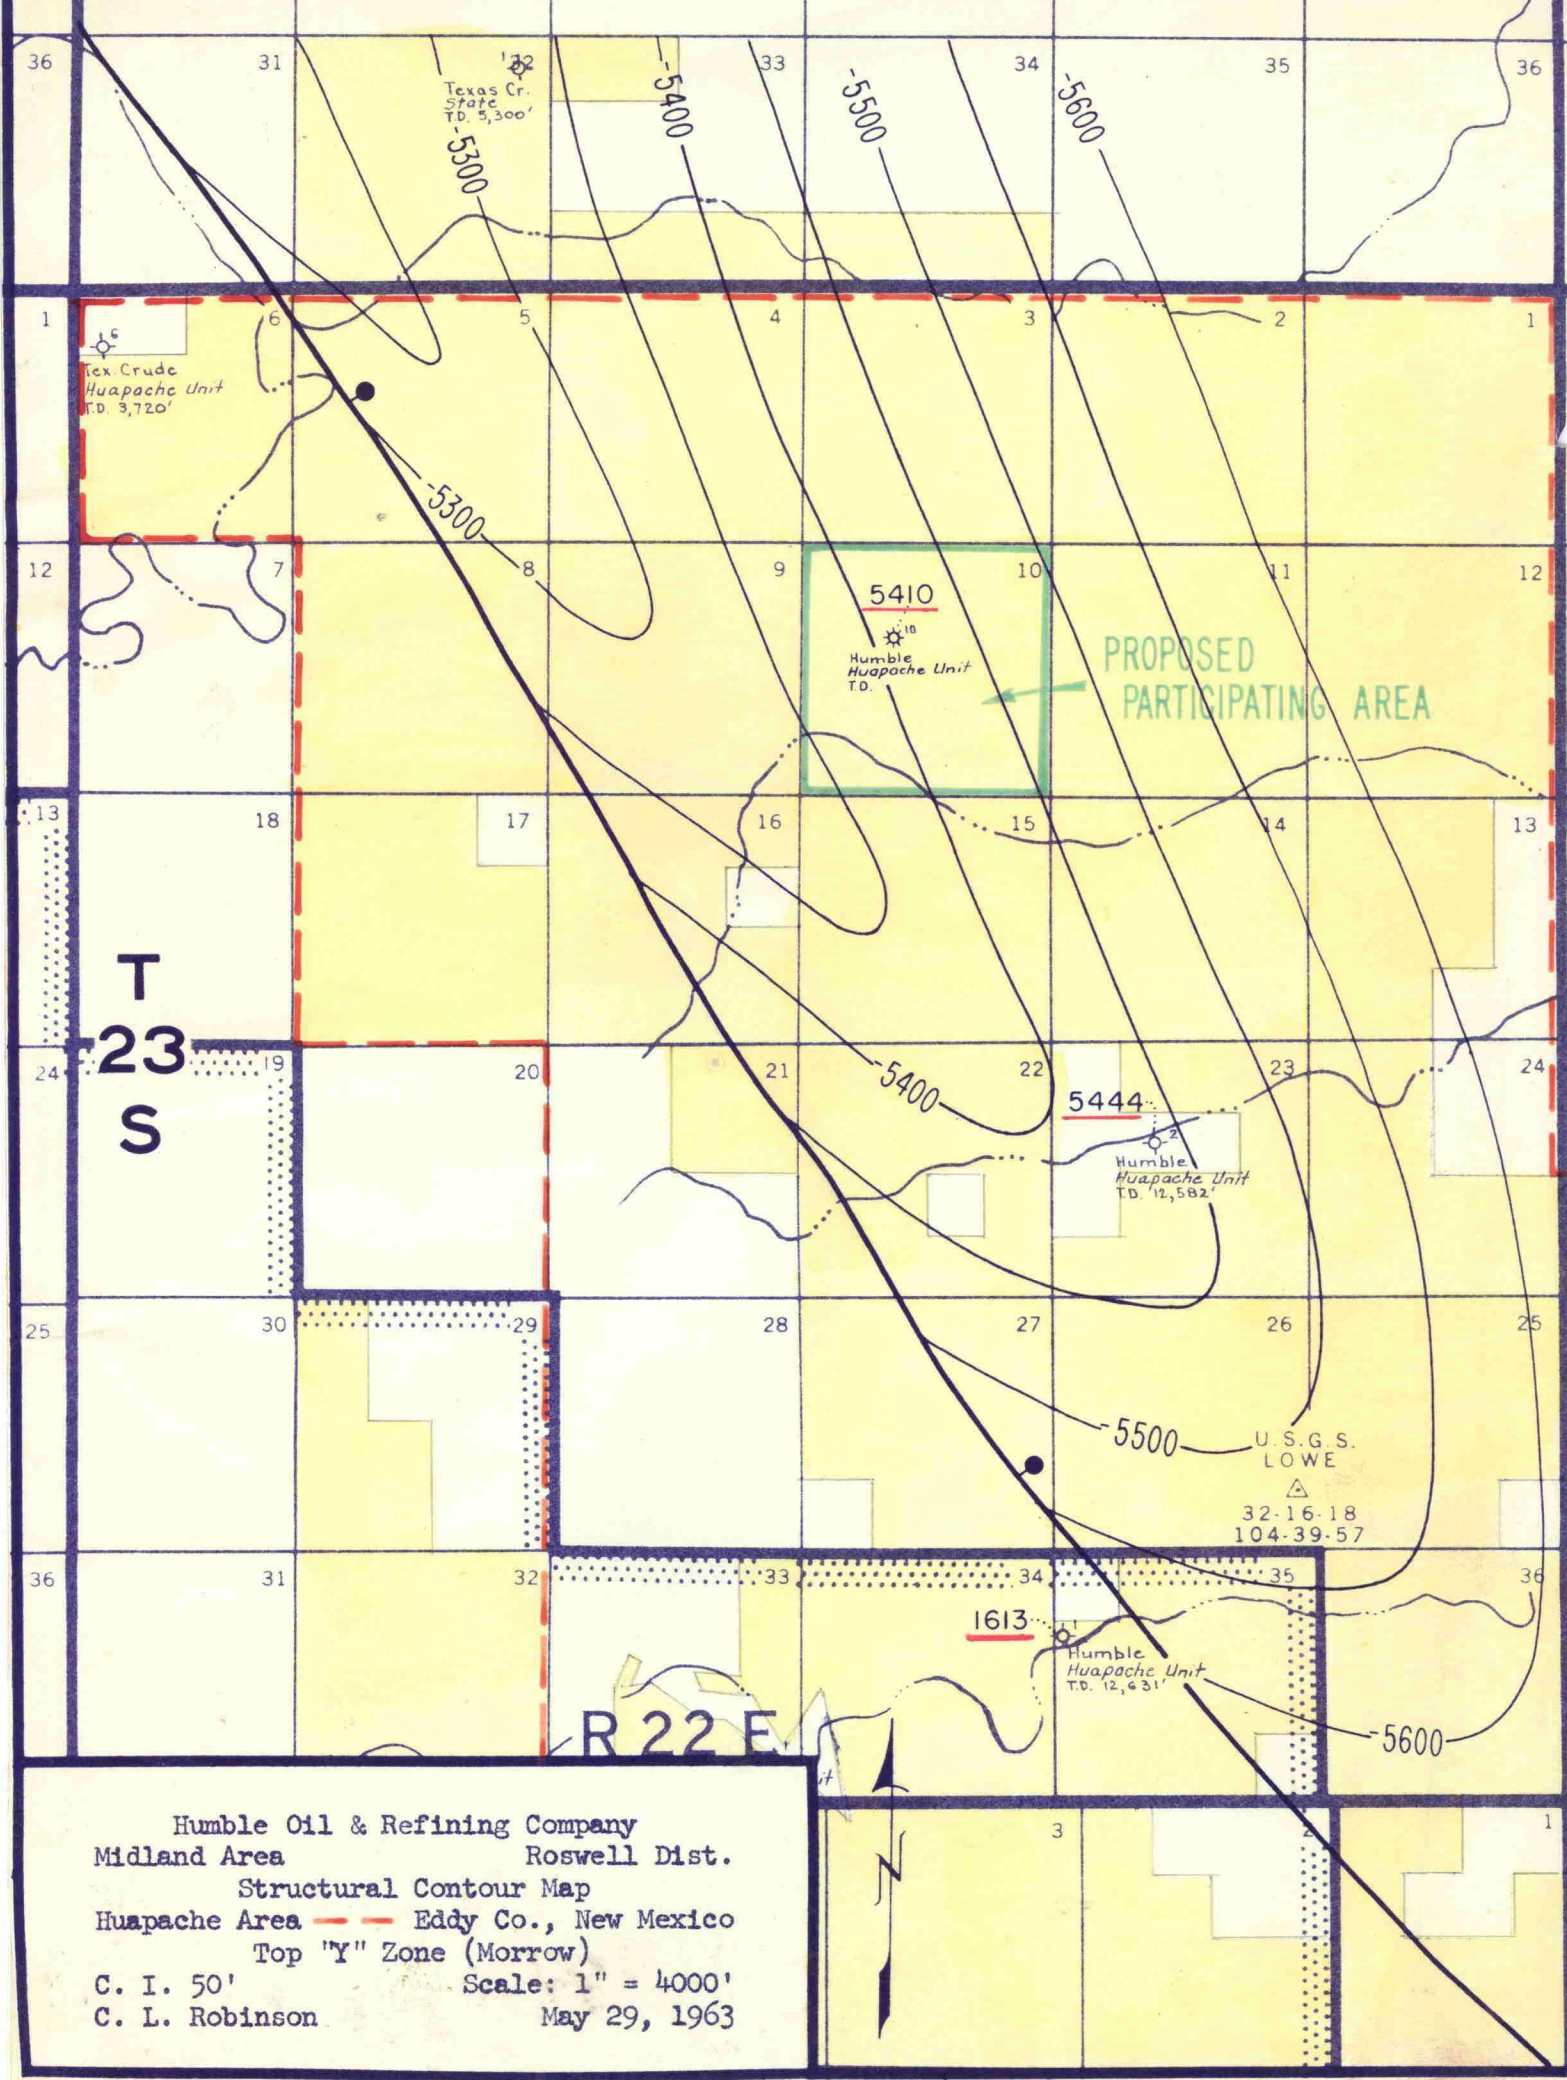 36 31 32 33 34 35 36
Texas Cr.
State
T.D. 5,300'
-5300
-5400
-5500
-5600
1 6 5 4 3 2 1
6
Tex. Crude
Huapache Unit
T.D. 3,720'
-5300
12 7 8 9 10 11 12
5410
10
Humble
Huapache Unit
T.D.
PROPOSED
PARTICIPATING AREA
13 18 17 16 15 14 13
T
23
S
24 19 20 21 22 23 24
-5400
5444
2
Humble
Huapache Unit
T.D. 12,582'
25 30 29 28 27 26 25
-5500
U.S.G.S.
LOWE
32-16-18
104-39-57
36 31 32 33 34 35 36
1613
1
Humble
Huapache Unit
T.D. 12,631'
R 22 E
-5600
it
N
3 2 1
Humble Oil & Refining Company
Midland Area Roswell Dist.
Structural Contour Map
Huapache Area — — Eddy Co., New Mexico
Top "Y" Zone (Morrow)
C. I. 50' Scale: 1" = 4000'
C. L. Robinson May 29, 1963